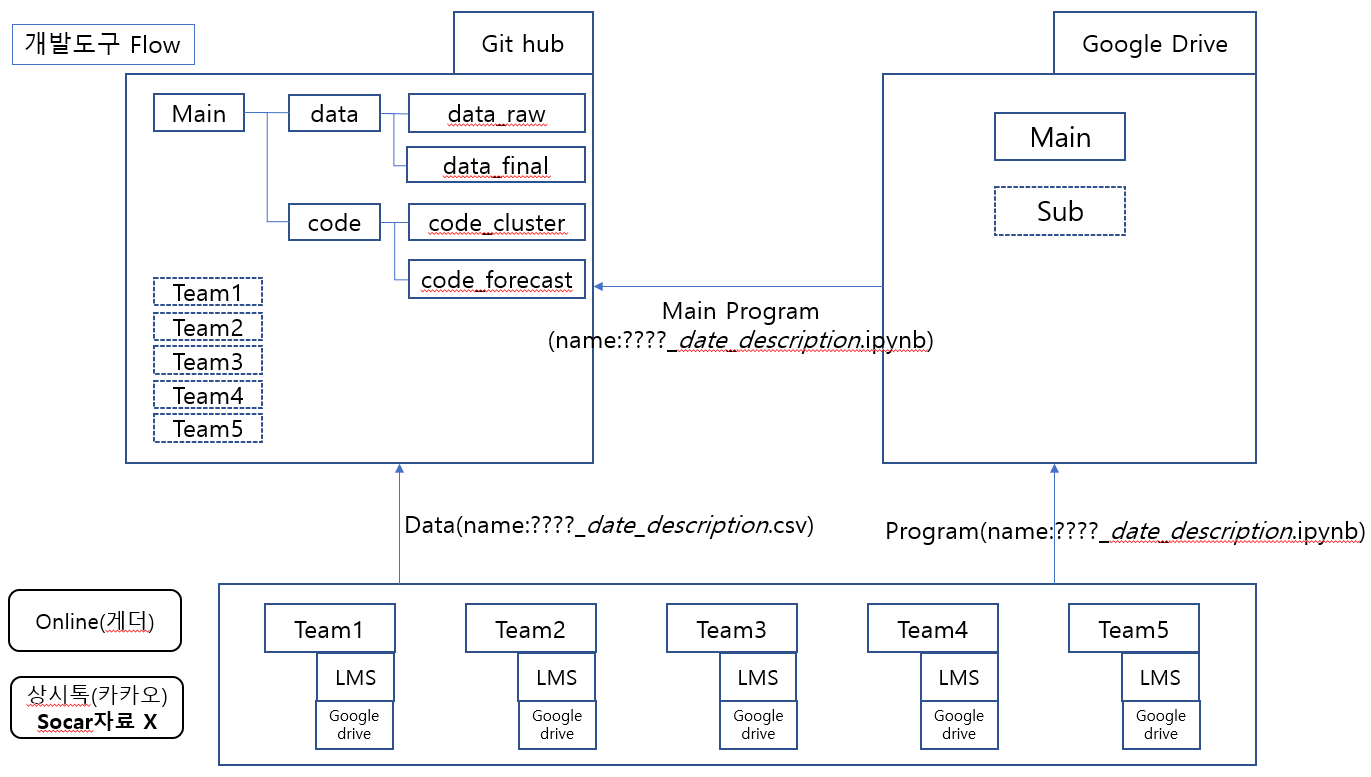 개발도구 Flow
Git hub
Google Drive
Main
data
data_raw
data_final
code
code_cluster
code_forecast
Team1
Team2
Team3
Team4
Team5
Main
Sub
Main Program
(name:????_date_description.ipynb)
Data(name:????_date_description.csv)
Program(name:????_date_description.ipynb)
Online(게더)
상시톡(카카오)
Socar자료 X
Team1
LMS
Google
drive
Team2
LMS
Google
drive
Team3
LMS
Google
drive
Team4
LMS
Google
drive
Team5
LMS
Google
drive